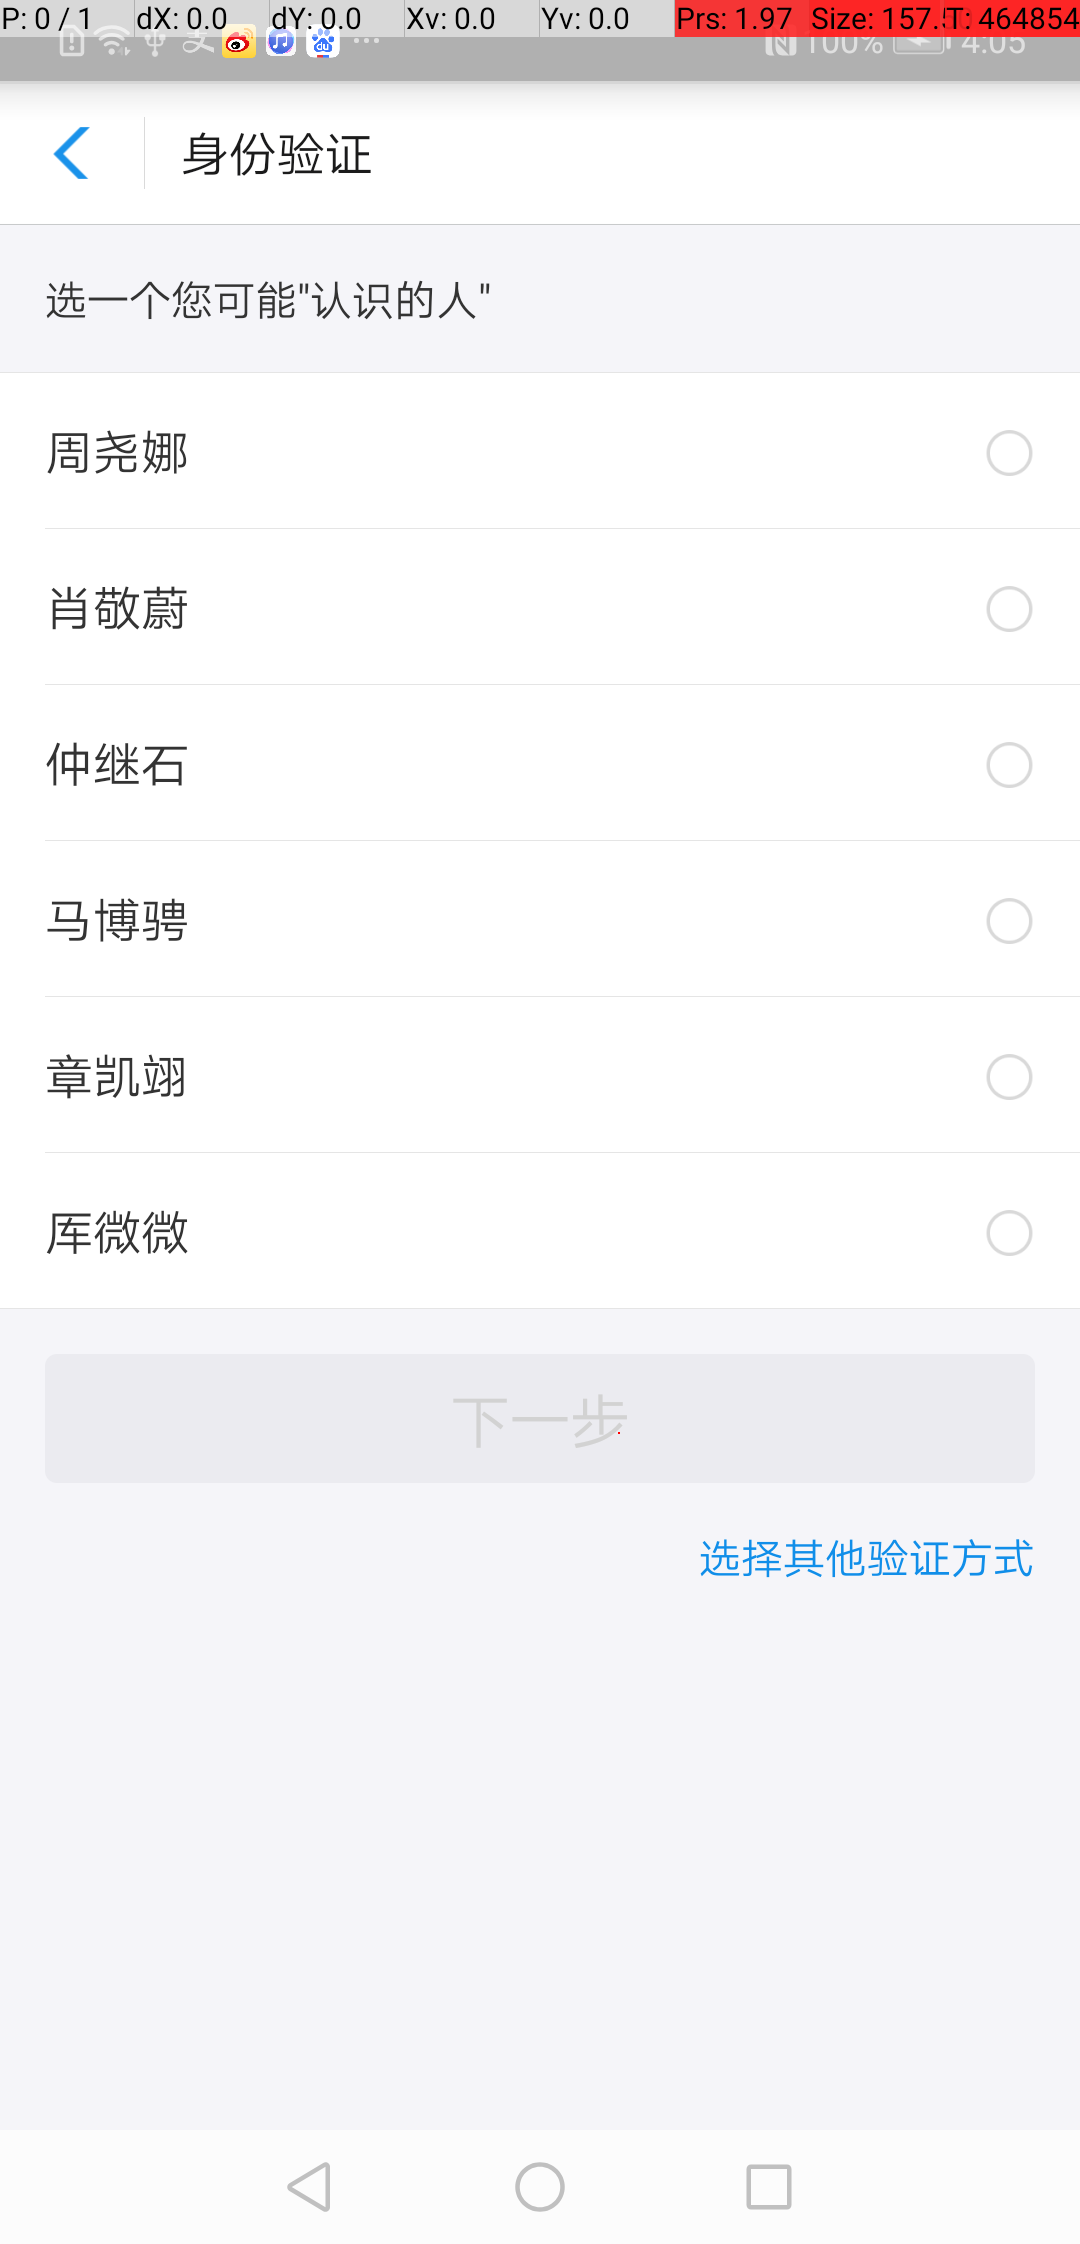 P: 0 / 1 dX: 0.0 dY: 0.0 Xv: 0.0 Yv: 0.0 Prs: 1.97 Size: 157. T: 464854
100% 4:05
身份验证
选一个您可能"认识的人"
周尧娜
肖敬蔚
仲继石
马博骋
章凯翊
厍微微
下一步
选择其他验证方式